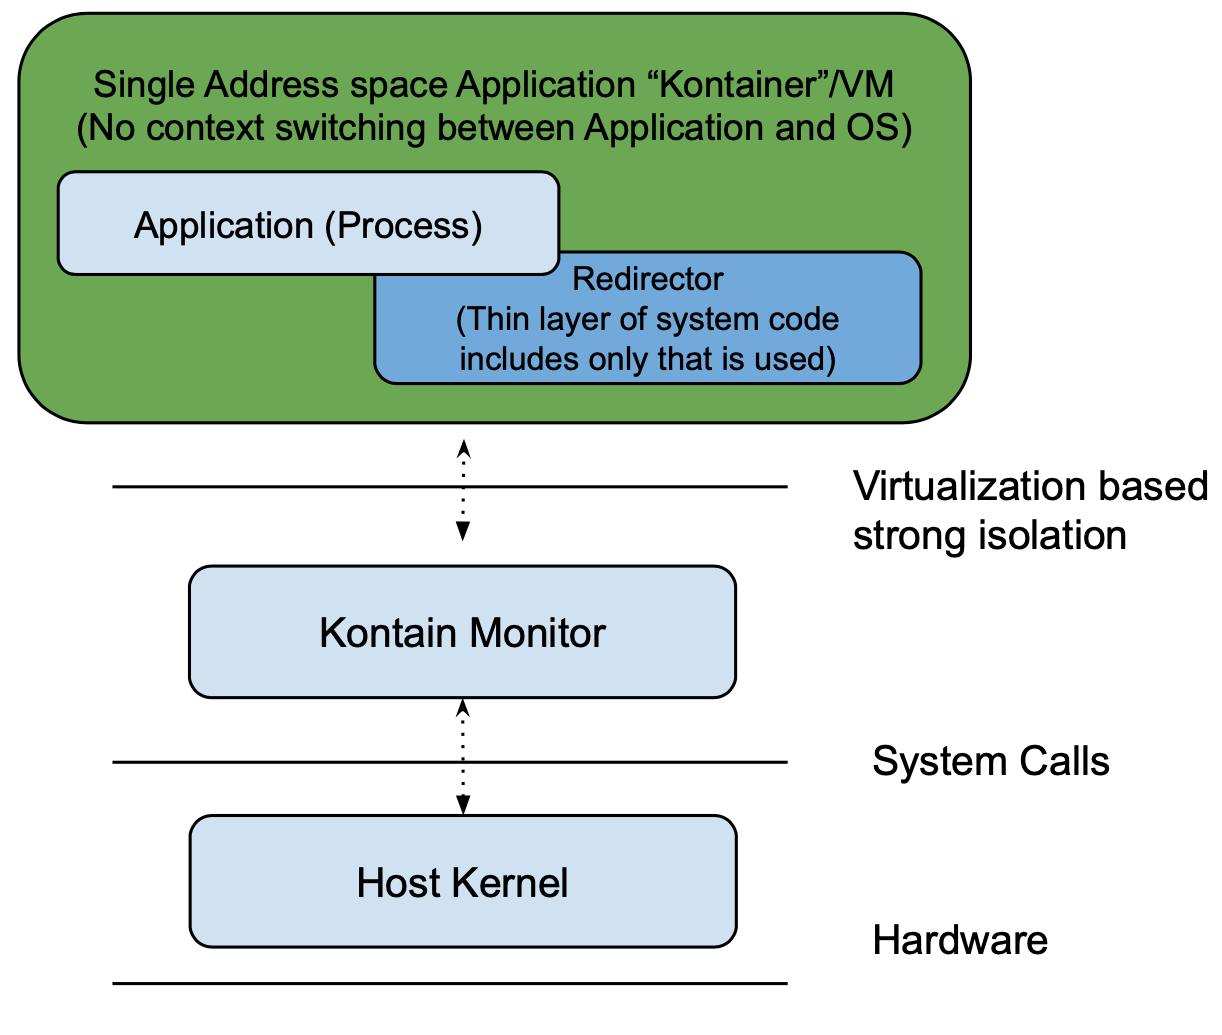 Single Address space Application “Kontainer”/VM
(No context switching between Application and OS)
Application (Process)
Redirector
(Thin layer of system code
includes only that is used)
Virtualization based
strong isolation
Kontain Monitor
System Calls
Host Kernel
Hardware